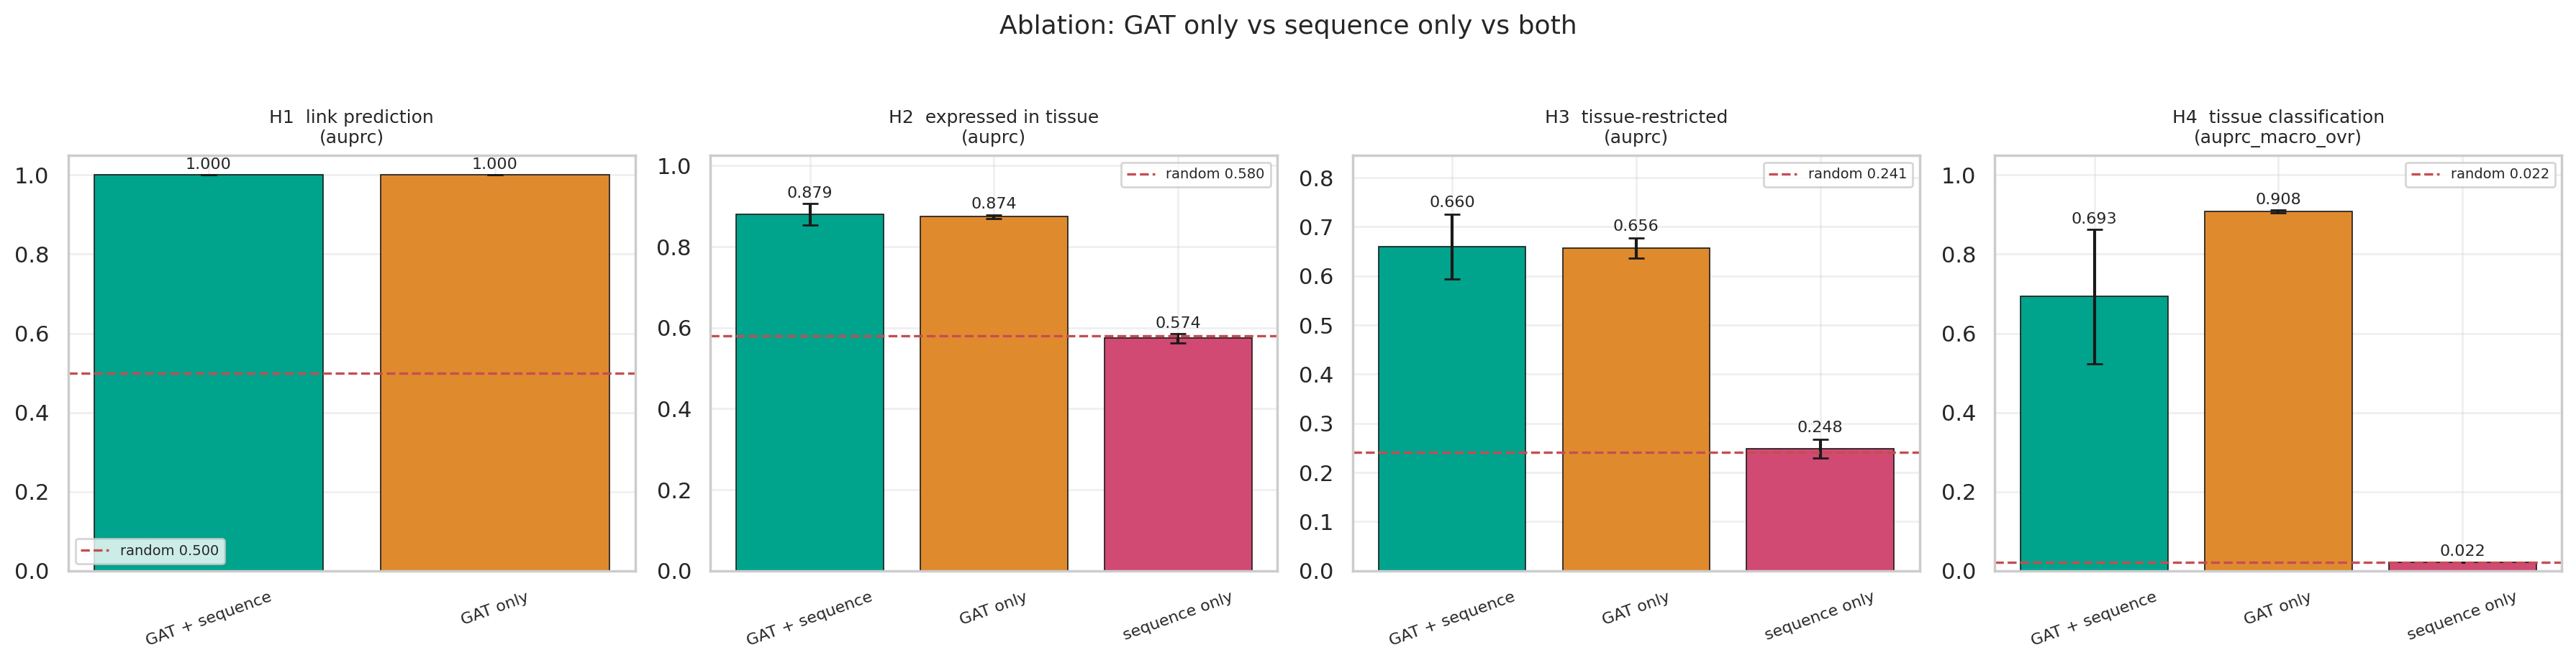 Ablation: GAT only vs sequence only vs both
H1  link prediction
(auprc)
1.000
1.000
1.0
0.8
0.6
0.4
0.2
0.0
random 0.500
GAT + sequence
GAT only
H2  expressed in tissue
(auprc)
random 0.580
0.879
0.874
0.574
1.0
0.8
0.6
0.4
0.2
0.0
GAT + sequence
GAT only
sequence only
H3  tissue-restricted
(auprc)
random 0.241
0.660
0.656
0.248
0.8
0.7
0.6
0.5
0.4
0.3
0.2
0.1
0.0
GAT + sequence
GAT only
sequence only
H4  tissue classification
(auprc_macro_ovr)
random 0.022
0.693
0.908
0.022
1.0
0.8
0.6
0.4
0.2
0.0
GAT + sequence
GAT only
sequence only